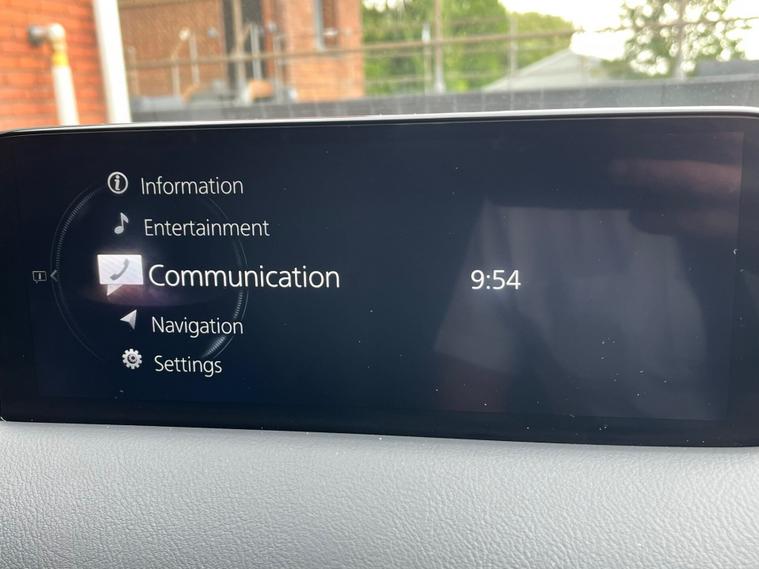 Information
Entertainment
Communication
9:54
Navigation
Settings